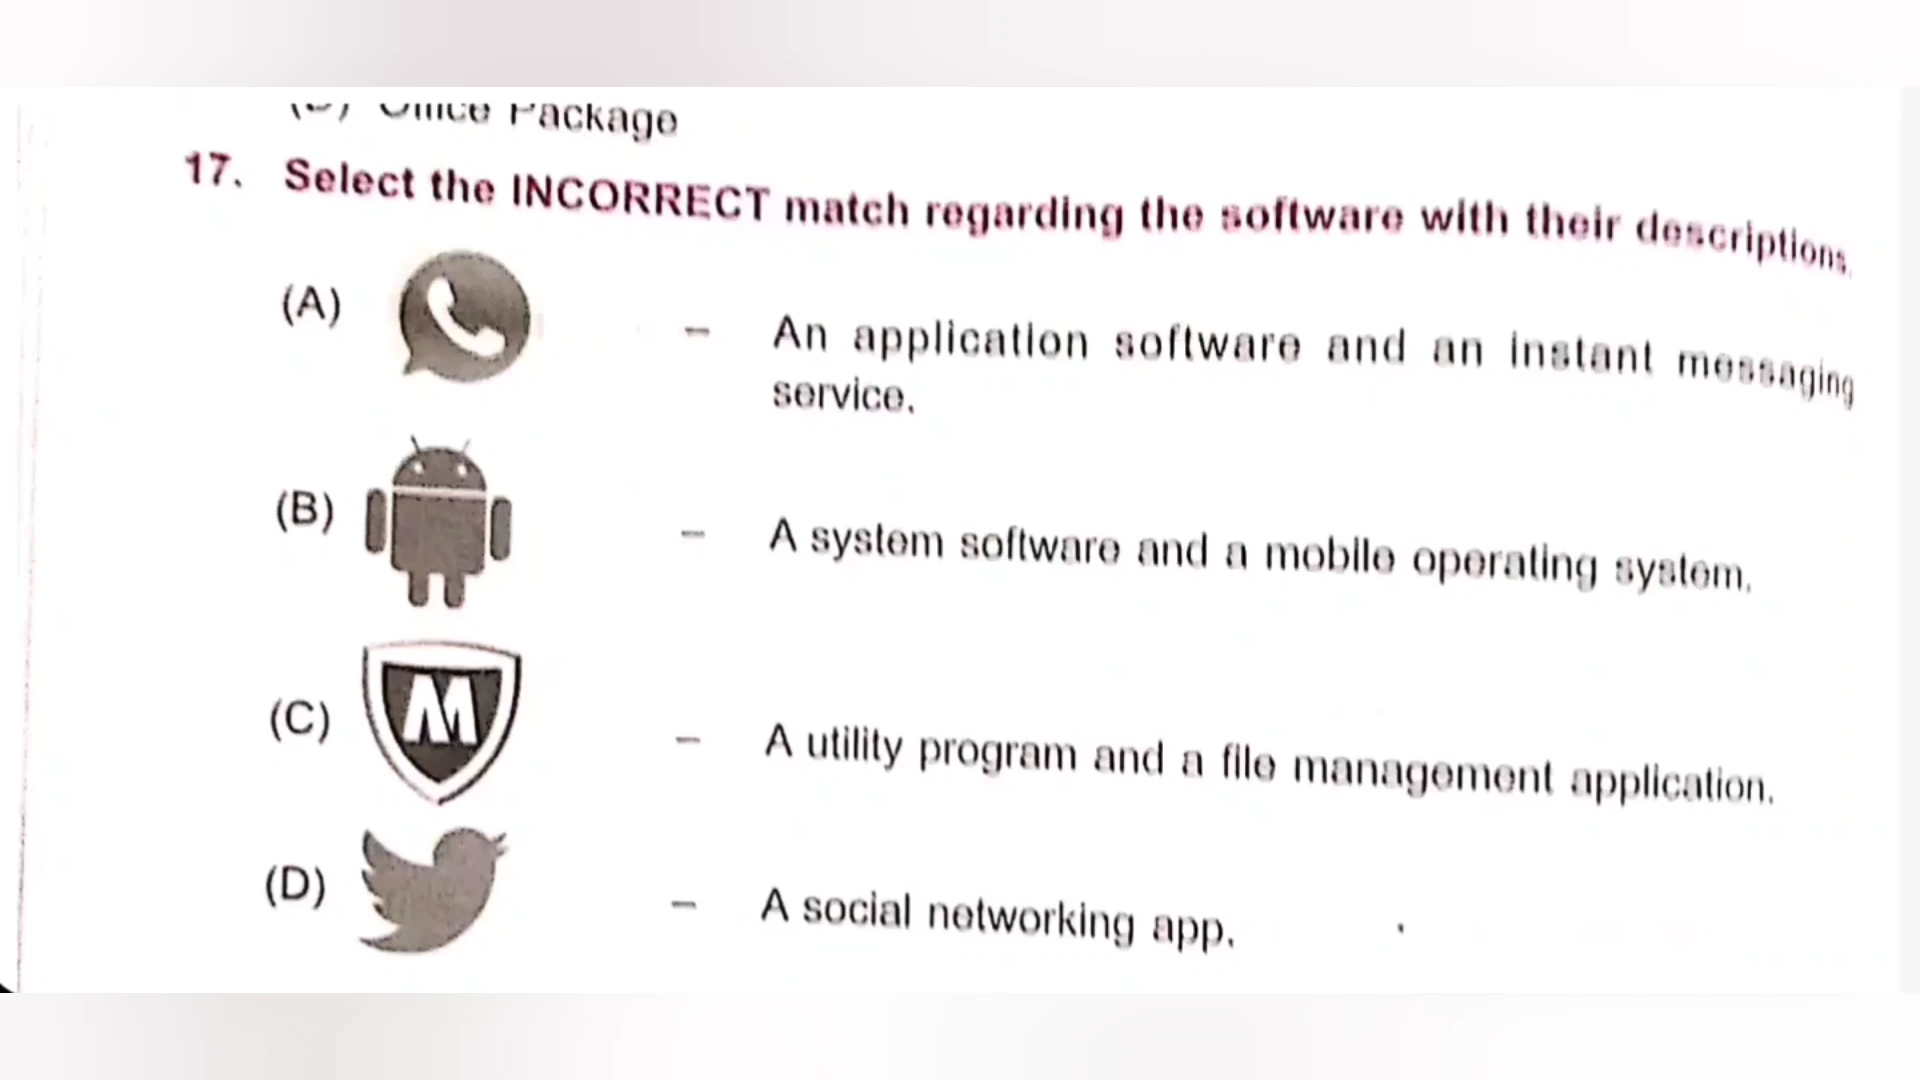 (D) Office Package
17. Select the INCORRECT match regarding the software with their descriptions.
(A) – An application software and an instant messaging
service.
(B) – A system software and a mobile operating system.
(C) M – A utility program and a file management application.
(D) – A social networking app.